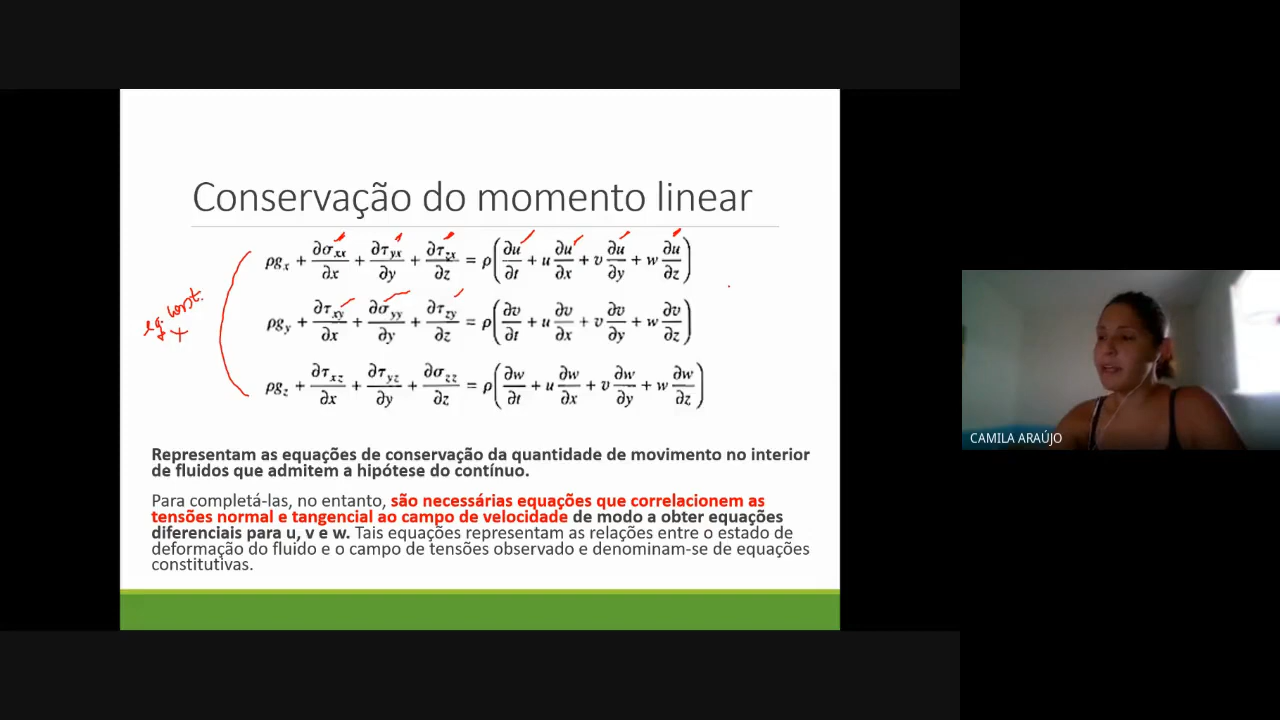 Conservação do momento linear
ρg_x + ∂σ_xx/∂x + ∂τ_yx/∂y + ∂τ_zx/∂z = ρ(∂u/∂t + u ∂u/∂x + v ∂u/∂y + w ∂u/∂z)
ρg_y + ∂τ_xy/∂x + ∂σ_yy/∂y + ∂τ_zy/∂z = ρ(∂v/∂t + u ∂v/∂x + v ∂v/∂y + w ∂v/∂z)
eq. const.
+
ρg_z + ∂τ_xz/∂x + ∂τ_yz/∂y + ∂σ_zz/∂z = ρ(∂w/∂t + u ∂w/∂x + v ∂w/∂y + w ∂w/∂z)
Representam as equações de conservação da quantidade de movimento no interior
de fluidos que admitem a hipótese do contínuo.
Para completá-las, no entanto, são necessárias equações que correlacionem as
tensões normal e tangencial ao campo de velocidade de modo a obter equações
diferenciais para u, v e w. Tais equações representam as relações entre o estado de
deformação do fluido e o campo de tensões observado e denominam-se de equações
constitutivas.
CAMILA ARAÚJO